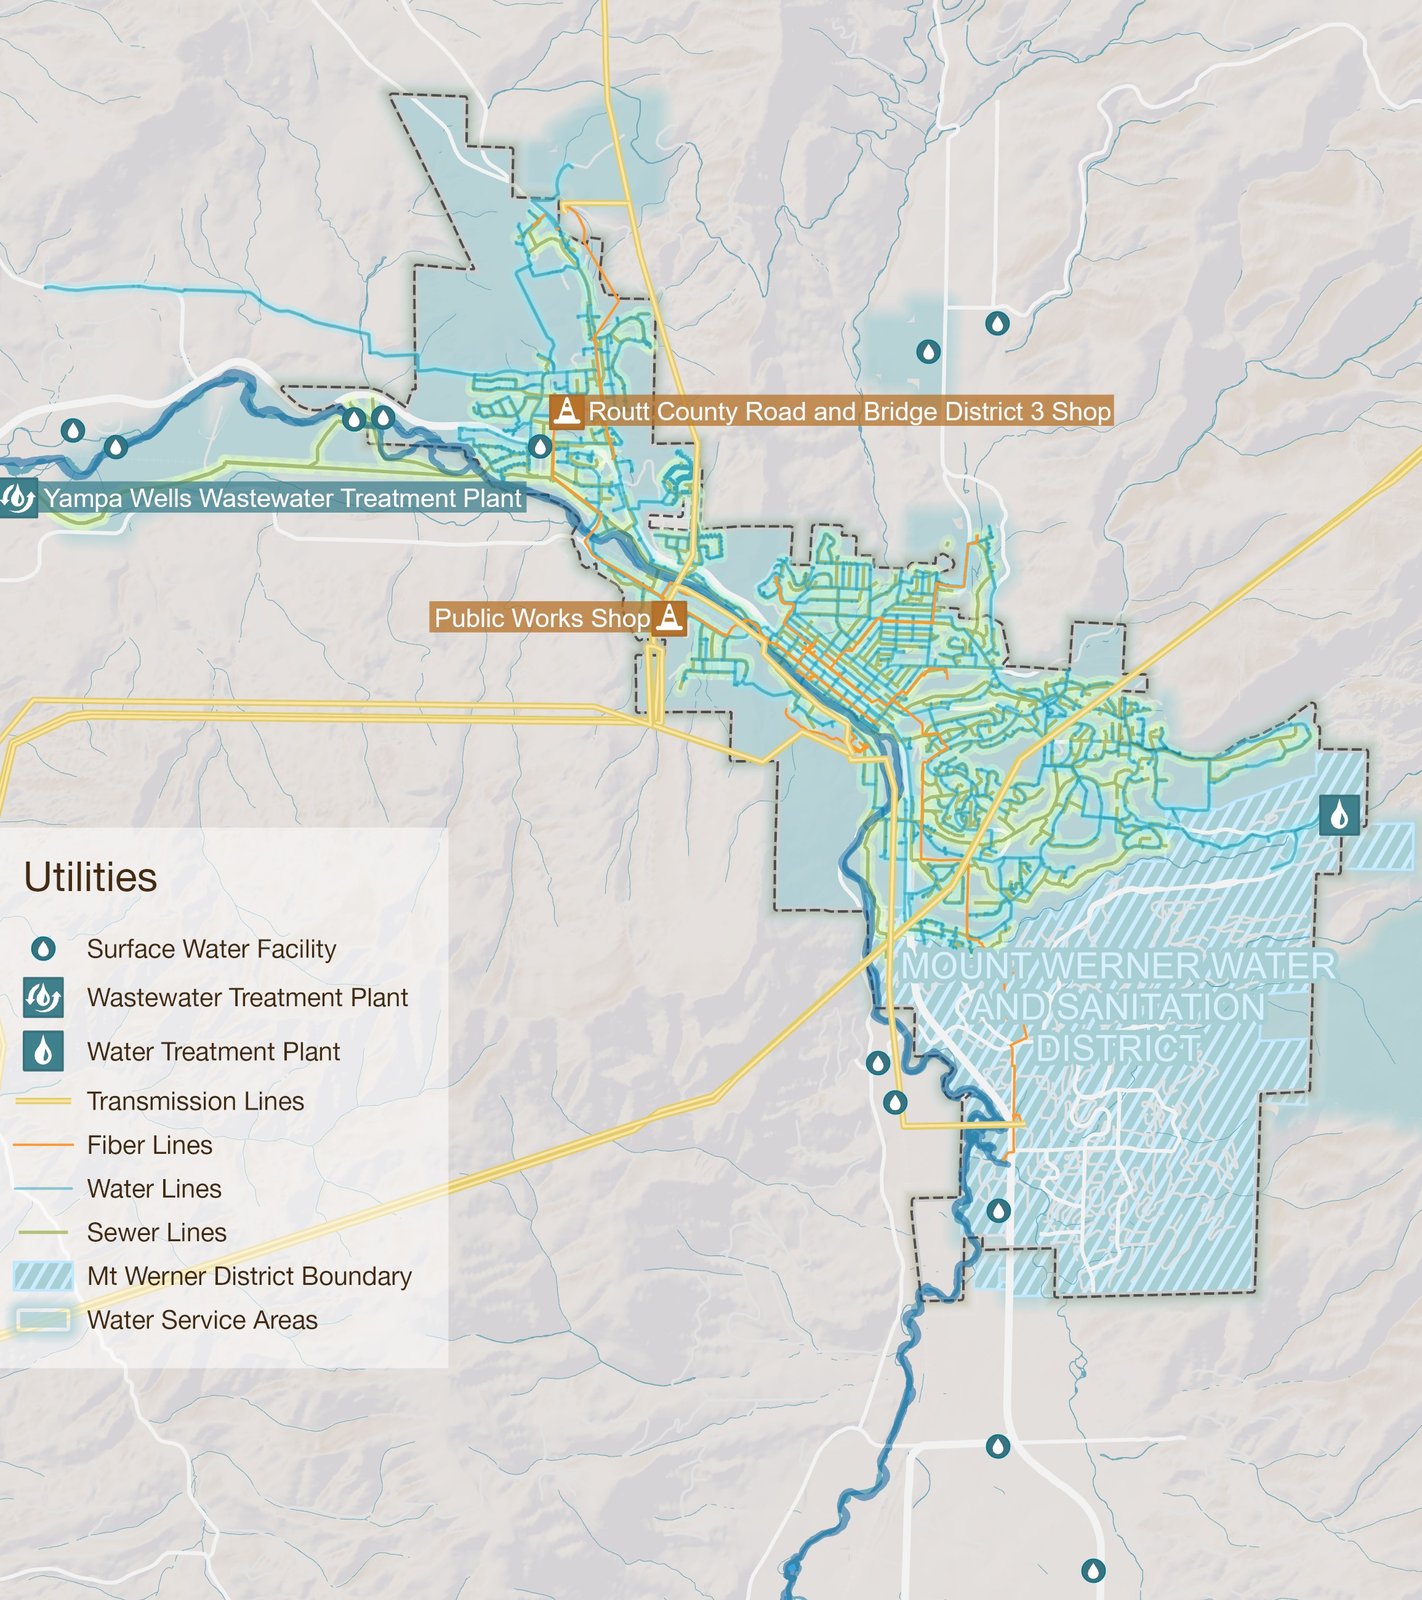 Routt County Road and Bridge District 3 Shop
Yampa Wells Wastewater Treatment Plant
Public Works Shop
MOUNT WERNER WATER
AND SANITATION
DISTRICT
Utilities
Surface Water Facility
Wastewater Treatment Plant
Water Treatment Plant
Transmission Lines
Fiber Lines
Water Lines
Sewer Lines
Mt Werner District Boundary
Water Service Areas